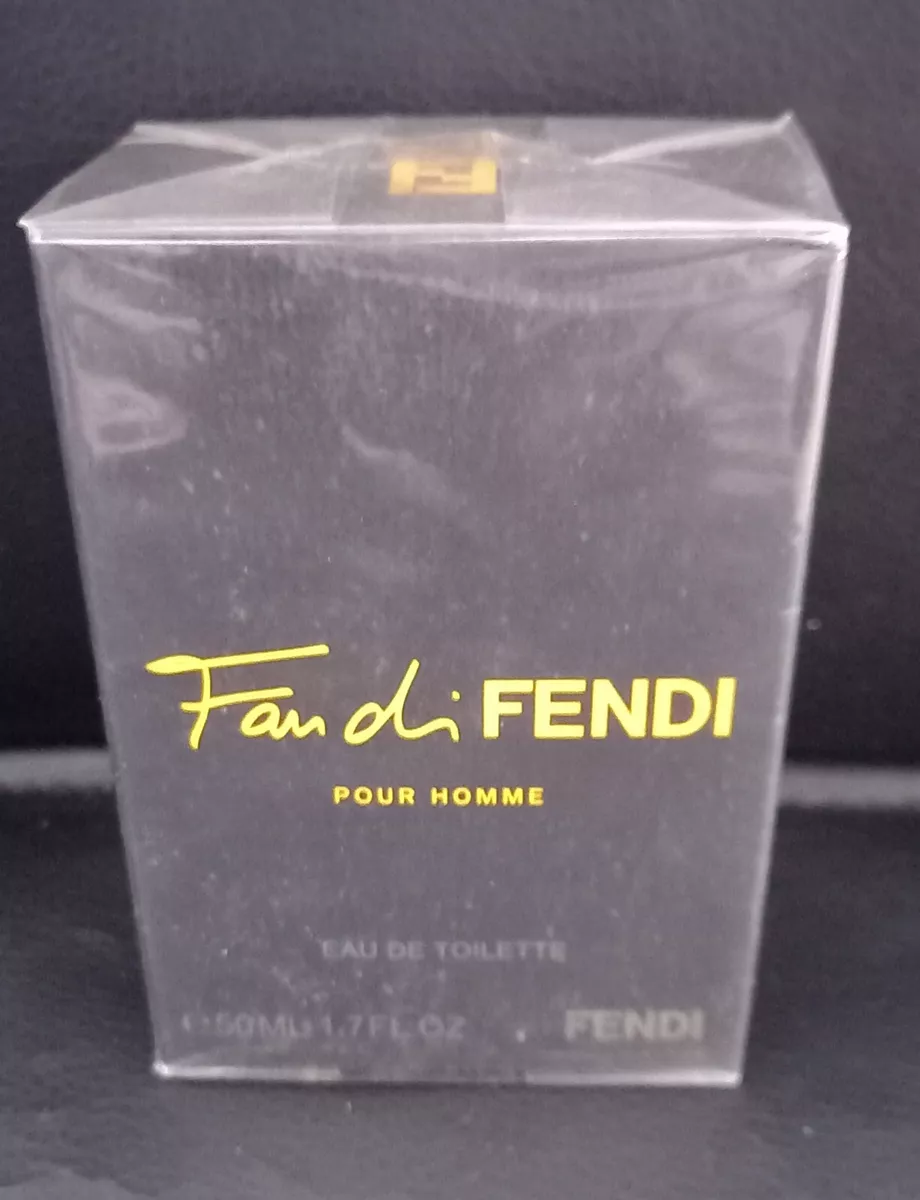 Fan di FENDI
POUR HOMME
EAU DE TOILETTE
℮50ML 1.7FL OZ FENDI